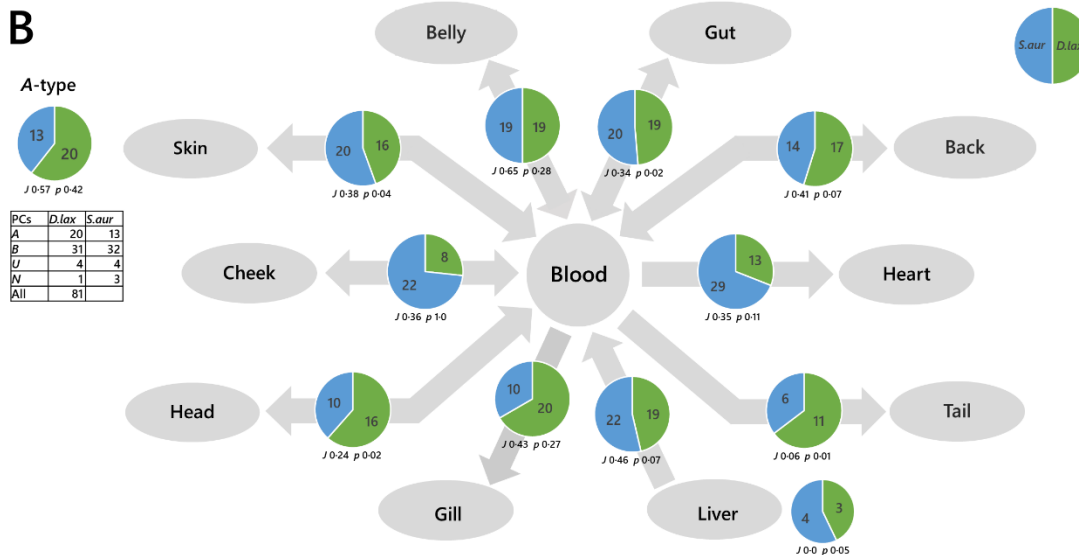 B
Belly
Gut
S.aur D.lax
A-type
13 20
J 0·57 p 0·42
Skin
20 16
J 0·38 p 0·04
19 19
J 0·65 p 0·28
20 19
J 0·34 p 0·02
14 17
J 0·41 p 0·07
Back
PCs D.lax S.aur
A 20 13
B 31 32
U 4 4
N 1 3
All 81
Cheek
22 8
J 0·36 p 1·0
Blood
29 13
J 0·35 p 0·11
Heart
Head
10 16
J 0·24 p 0·02
10 20
J 0·43 p 0·27
22 19
J 0·46 p 0·07
6 11
J 0·06 p 0·01
Tail
Gill
Liver
4 3
J 0·0 p 0·05